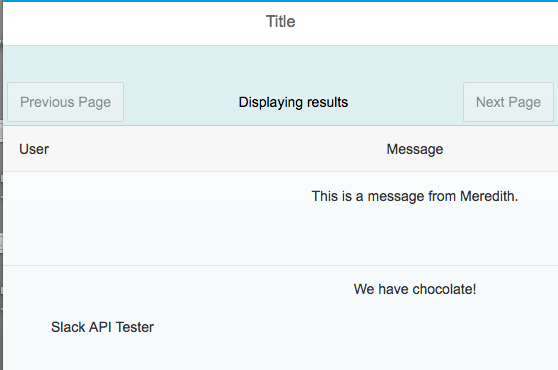 Title
Previous Page
Displaying results
Next Page
User
Message
This is a message from Meredith.
We have chocolate!
Slack API Tester